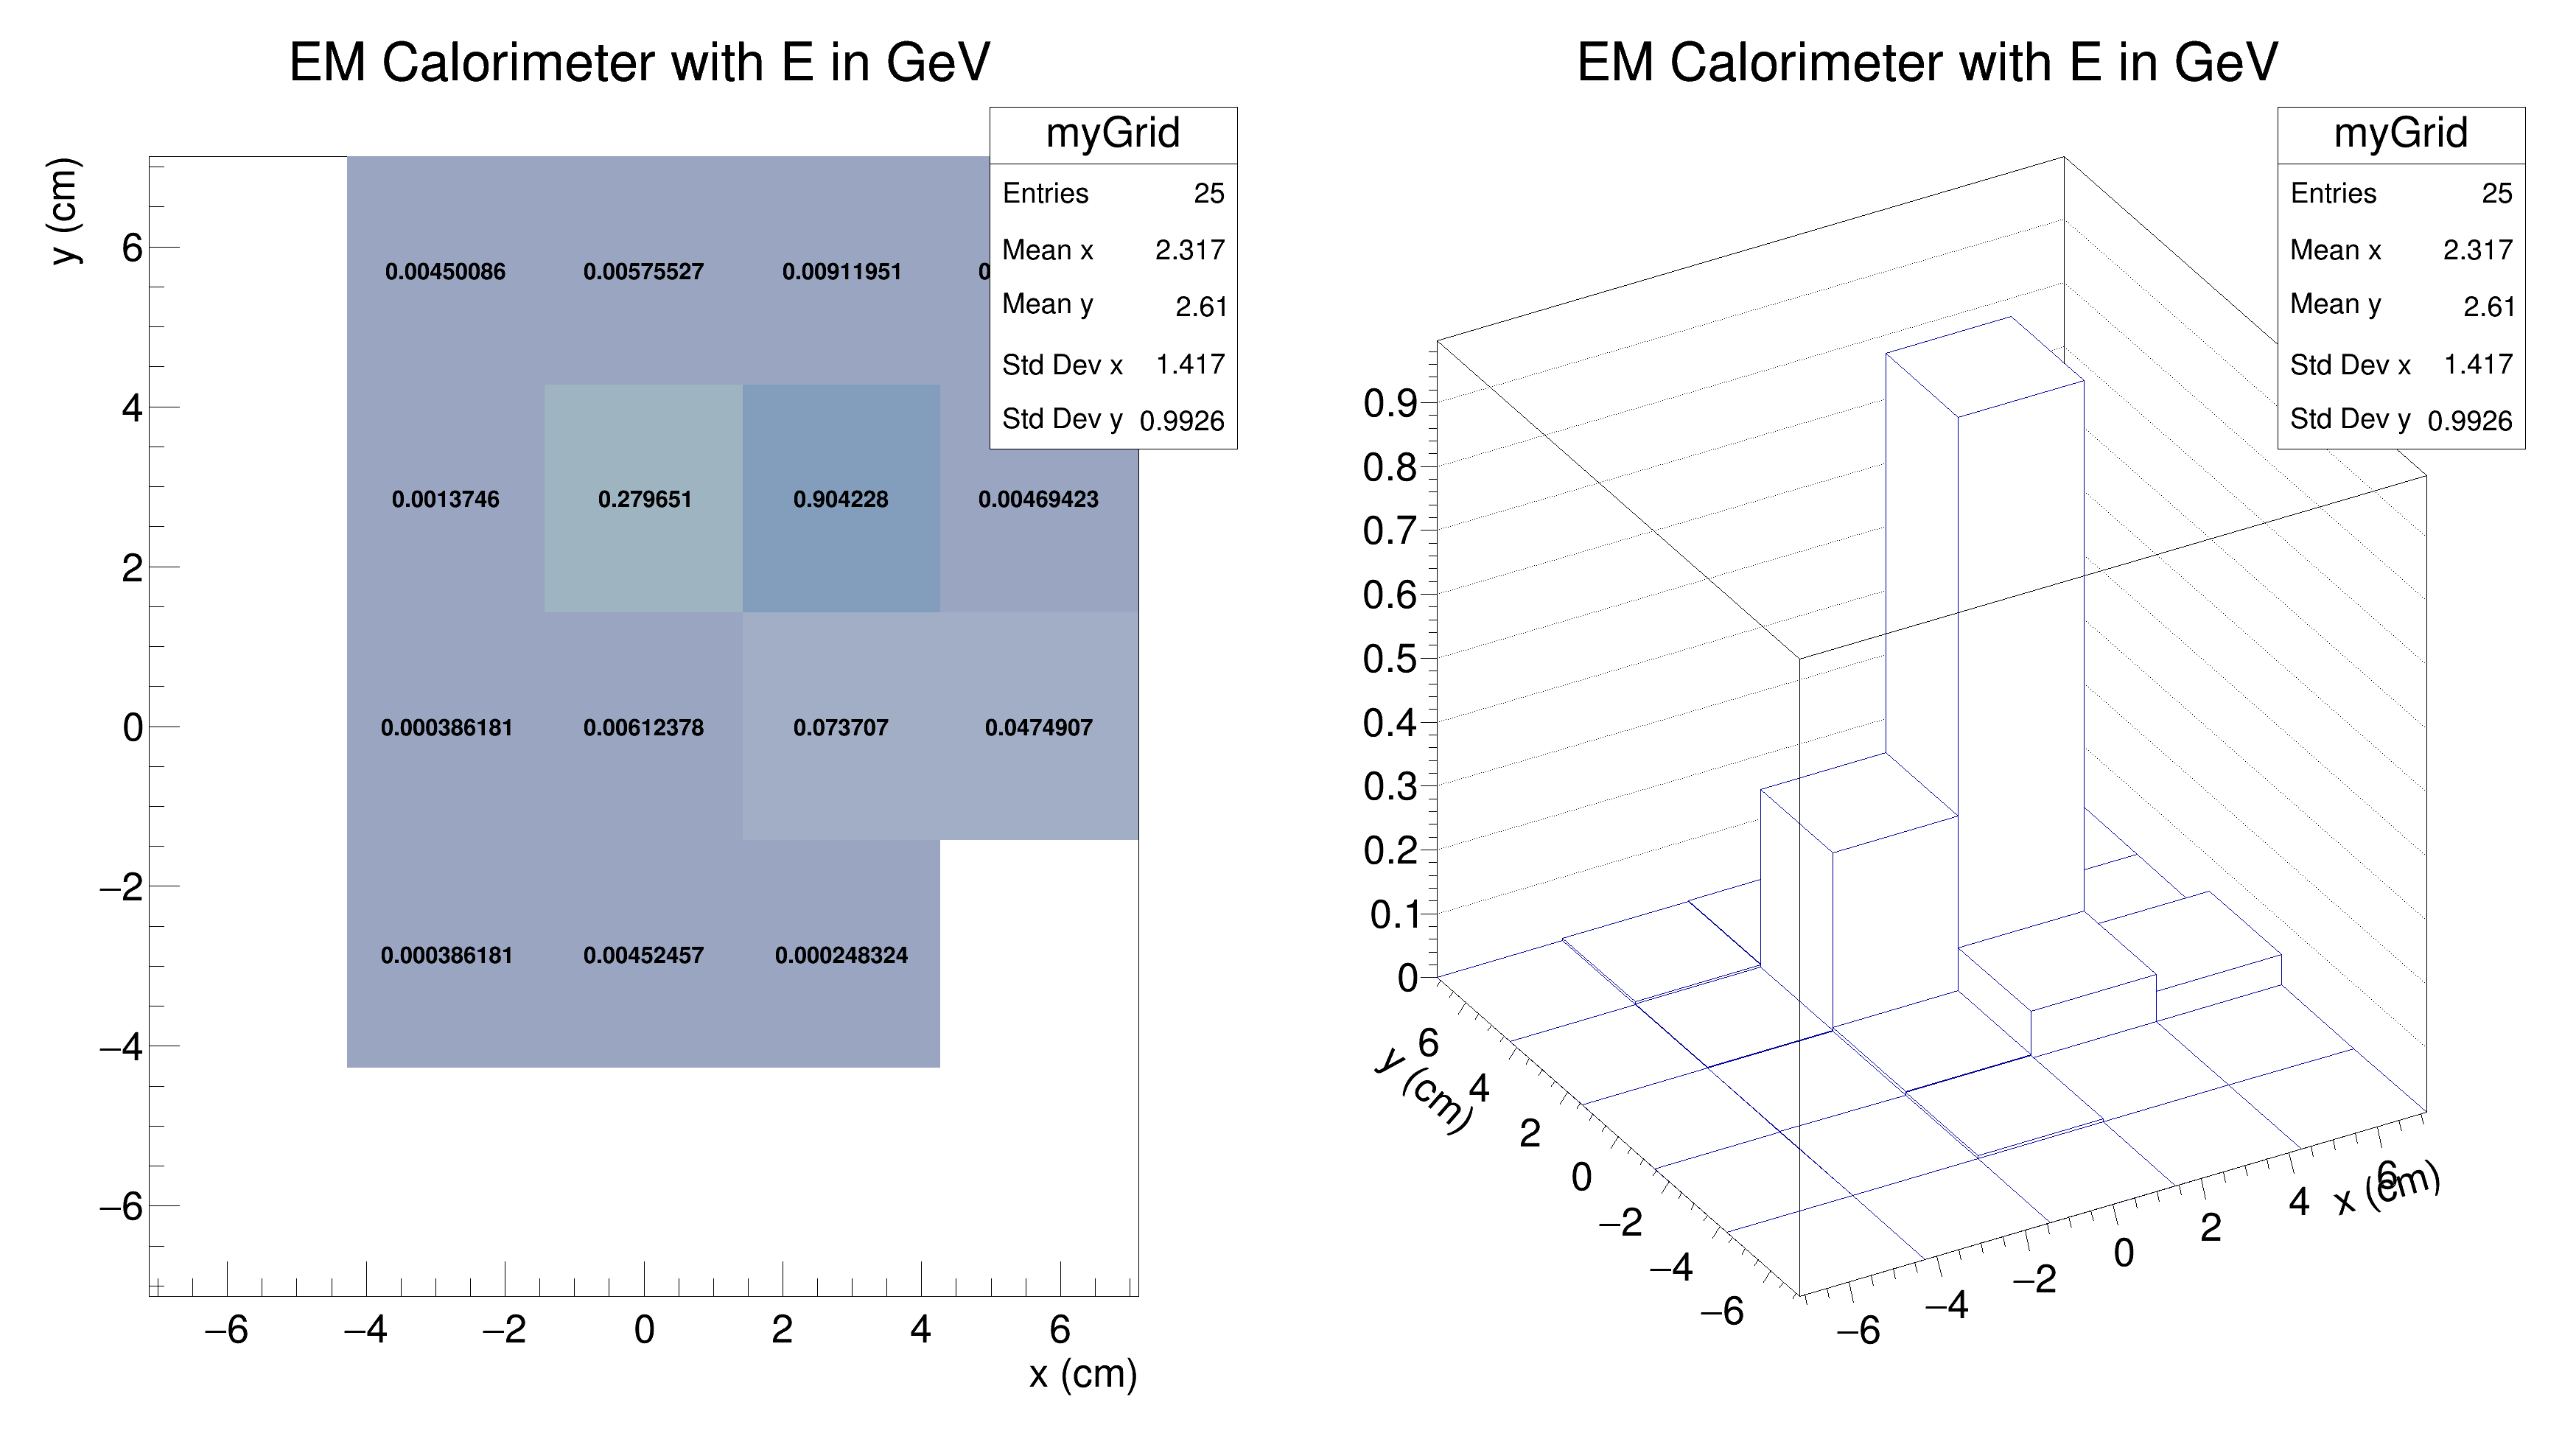 EM Calorimeter with E in GeV
myGrid
Entries 25
Mean x 2.317
Mean y 2.61
Std Dev x 1.417
Std Dev y 0.9926
y (cm)
6
4
2
0
−2
−4
−6
0.00450086 0.00575527 0.00911951
0.0013746 0.279651 0.904228 0.00469423
0.000386181 0.00612378 0.073707 0.0474907
0.000386181 0.00452457 0.000248324
−6 −4 −2 0 2 4 6
x (cm)
EM Calorimeter with E in GeV
myGrid
Entries 25
Mean x 2.317
Mean y 2.61
Std Dev x 1.417
Std Dev y 0.9926
0.9
0.8
0.7
0.6
0.5
0.4
0.3
0.2
0.1
0
y (cm)
6
4
2
0
−2
−4
−6
−6
−4
−2
0
2
4
6
x (cm)